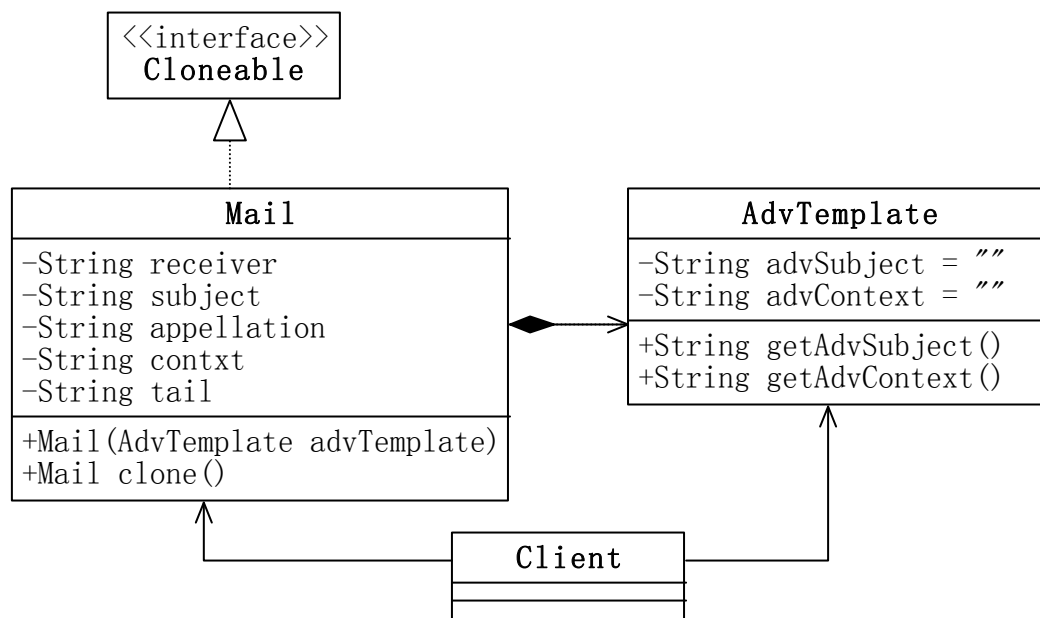 <<interface>>
Cloneable
Mail
-String receiver
-String subject
-String appellation
-String contxt
-String tail
+Mail(AdvTemplate advTemplate)
+Mail clone()
AdvTemplate
-String advSubject = ""
-String advContext = ""
+String getAdvSubject()
+String getAdvContext()
Client